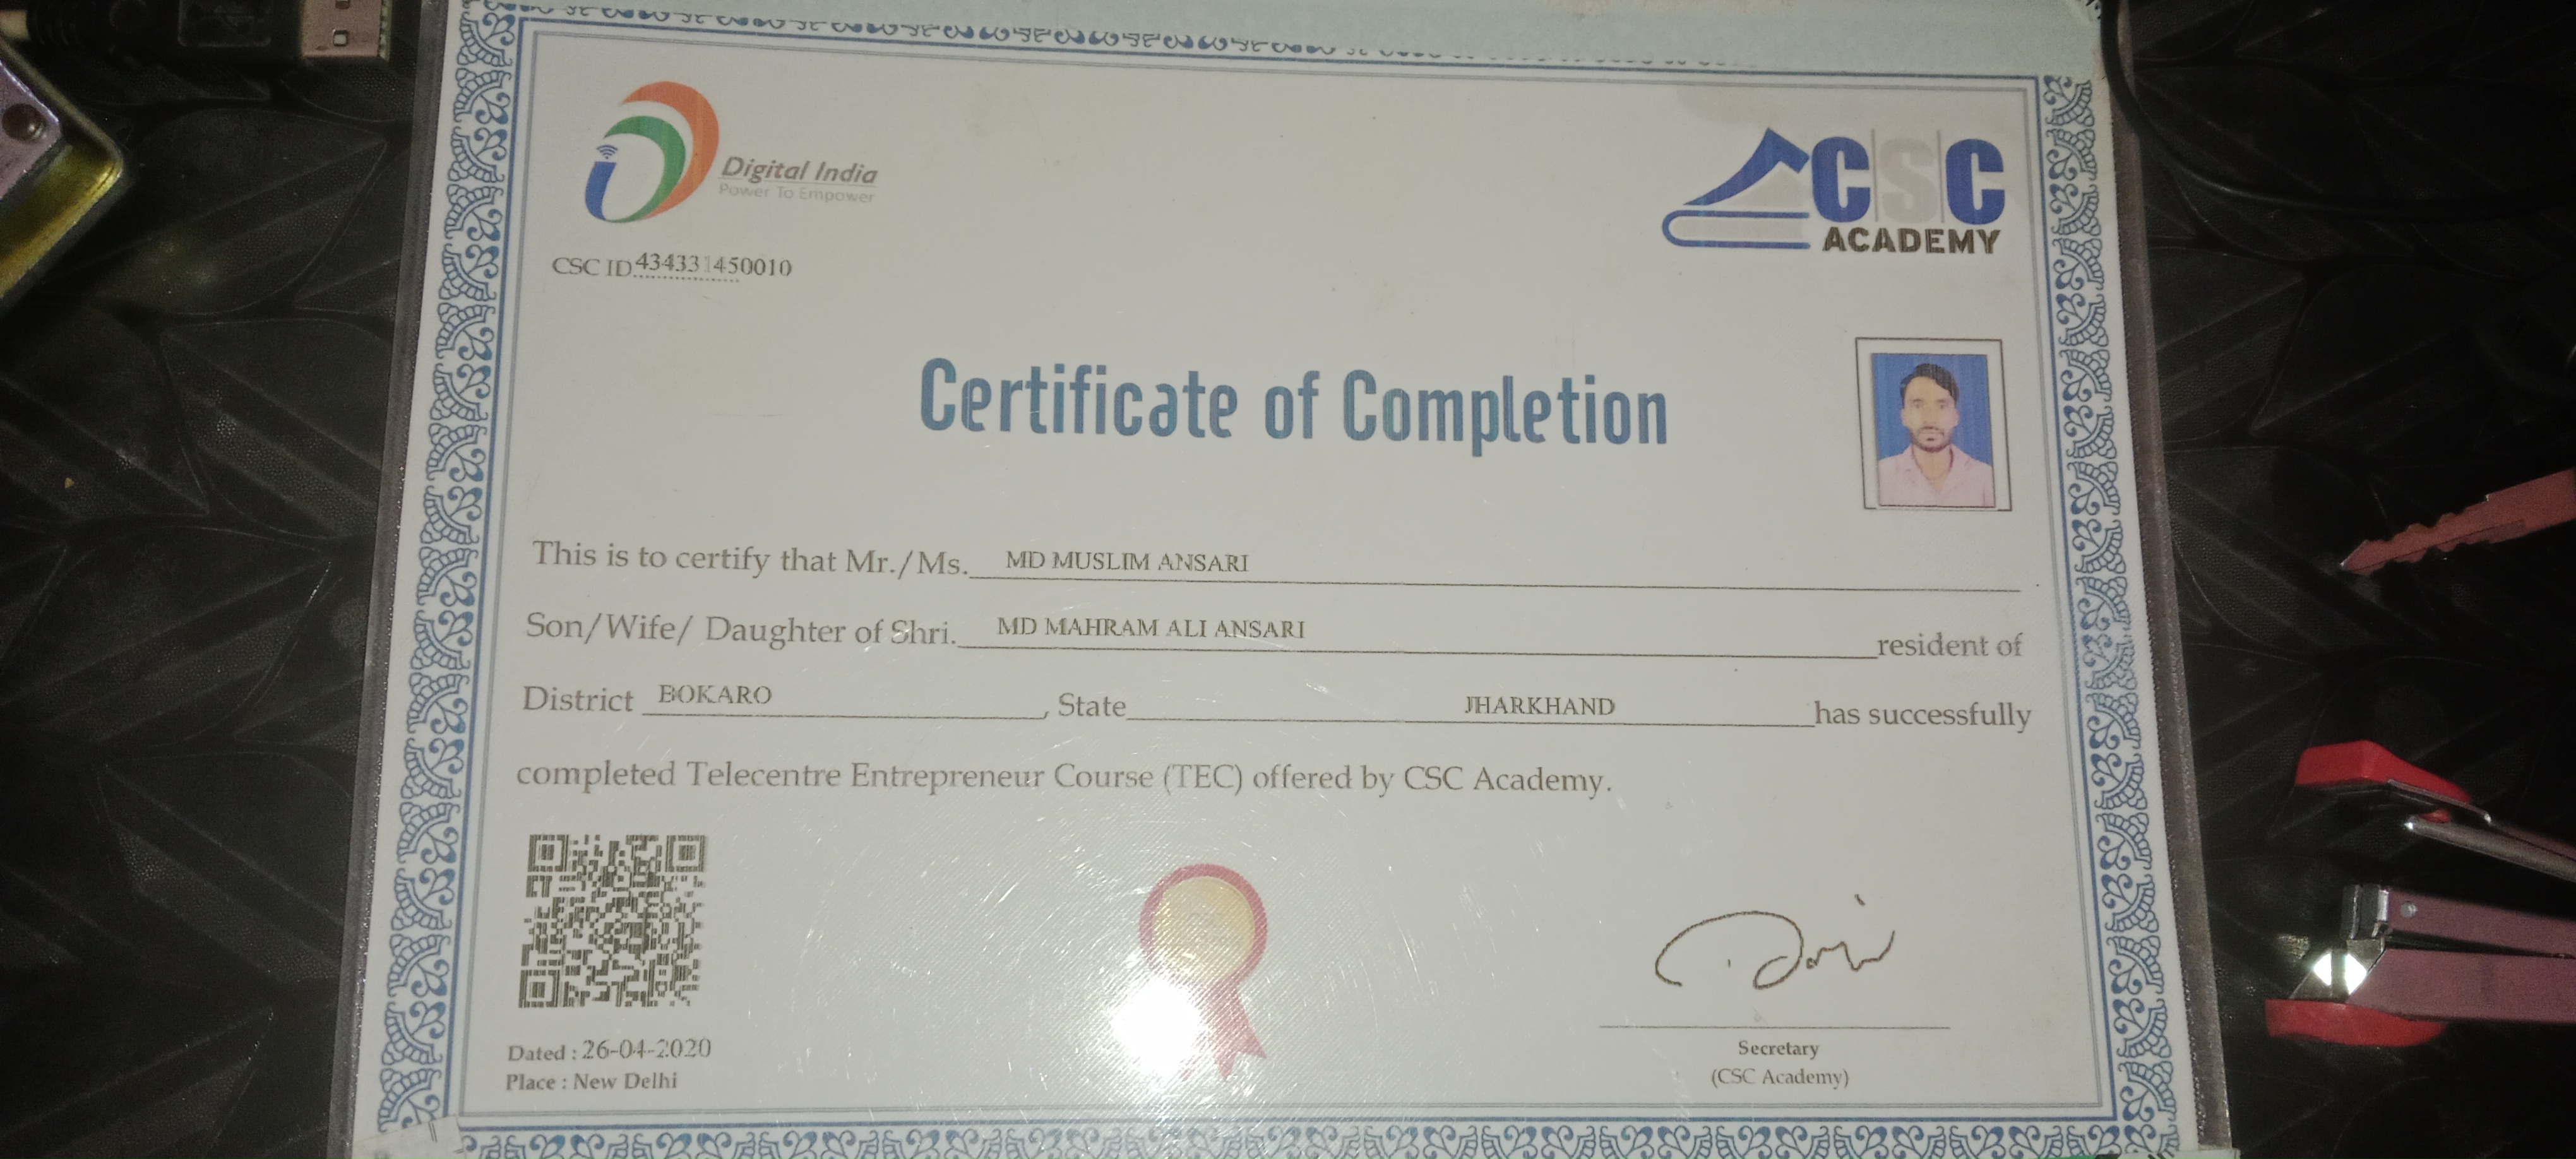 Digital India
Power To Empower
CSC
ACADEMY
CSC ID 434331450010
Certificate of Completion
This is to certify that Mr./Ms. MD MUSLIM ANSARI
Son/Wife/ Daughter of Shri. MD MAHRAM ALI ANSARI resident of
District BOKARO, State JHARKHAND has successfully
completed Telecentre Entrepreneur Course (TEC) offered by CSC Academy.
Dated : 26-04-2020
Place : New Delhi
Secretary
(CSC Academy)